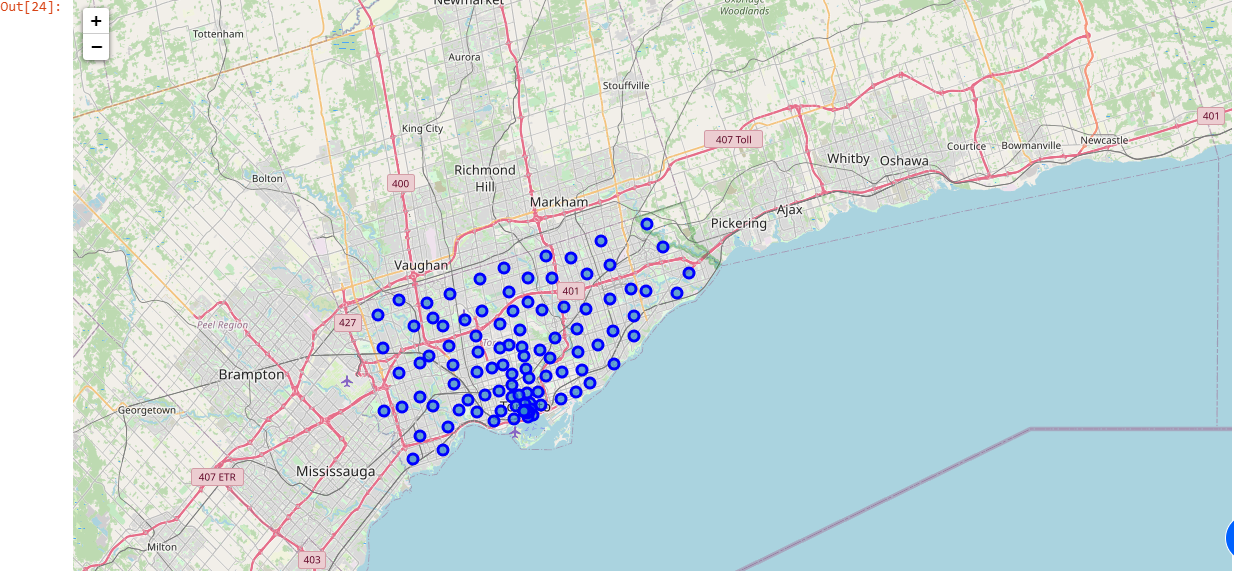 Out[24]:
+
−
Newmarket
Oxbridge
Woodlands
Tottenham
Aurora
Stouffville
King City
401
407 Toll
Newcastle
Courtice
Bowmanville
Whitby
Oshawa
Richmond
Hill
Bolton
400
Markham
Ajax
Pickering
Vaughan
401
427
Peel Region
Brampton
Georgetown
Mississauga
407 ETR
Milton
403